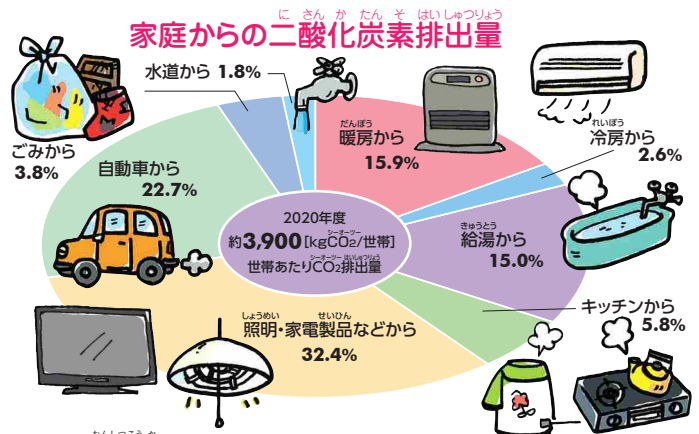 に さん か たん そ はいしゅつりょう
家庭からの二酸化炭素排出量
水道から 1.8%
だんぼう
暖房から
15.9%
れいぼう
冷房から
2.6%
ごみから
3.8%
自動車から
22.7%
2020年度
シーオーツー
約3,900[kgCO2/世帯]
シーオーツー はいしゅつりょう
世帯あたりCO2排出量
きゅうとう
給湯から
15.0%
キッチンから
5.8%
しょうめい せいひん
照明・家電製品などから
32.4%